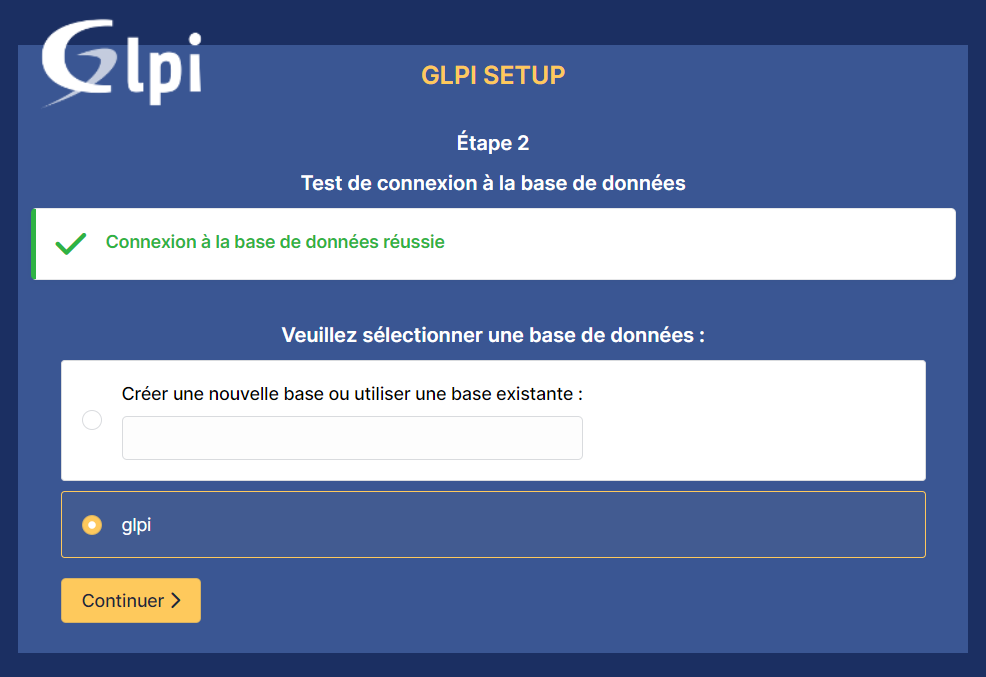 Glpi
GLPI SETUP
Étape 2
Test de connexion à la base de données
Connexion à la base de données réussie
Veuillez sélectionner une base de données :
Créer une nouvelle base ou utiliser une base existante :
glpi
Continuer